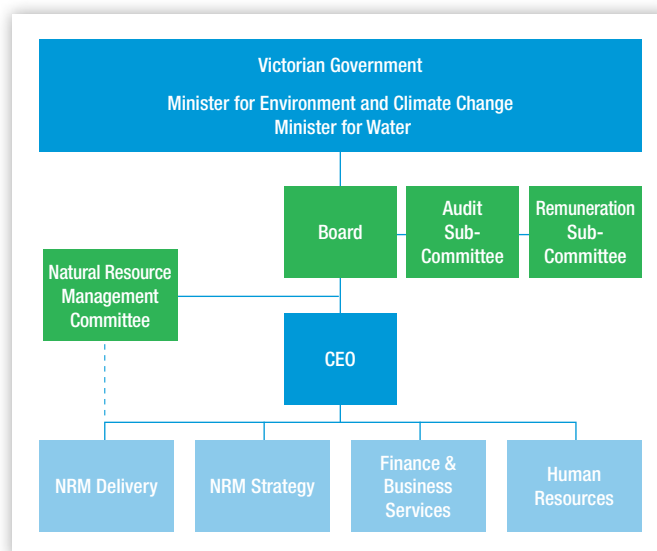 Victorian Government
Minister for Environment and Climate Change
Minister for Water
Board
Audit
Sub-
Committee
Remuneration
Sub-
Committee
Natural Resource
Management
Committee
CEO
NRM Delivery
NRM Strategy
Finance &
Business
Services
Human
Resources